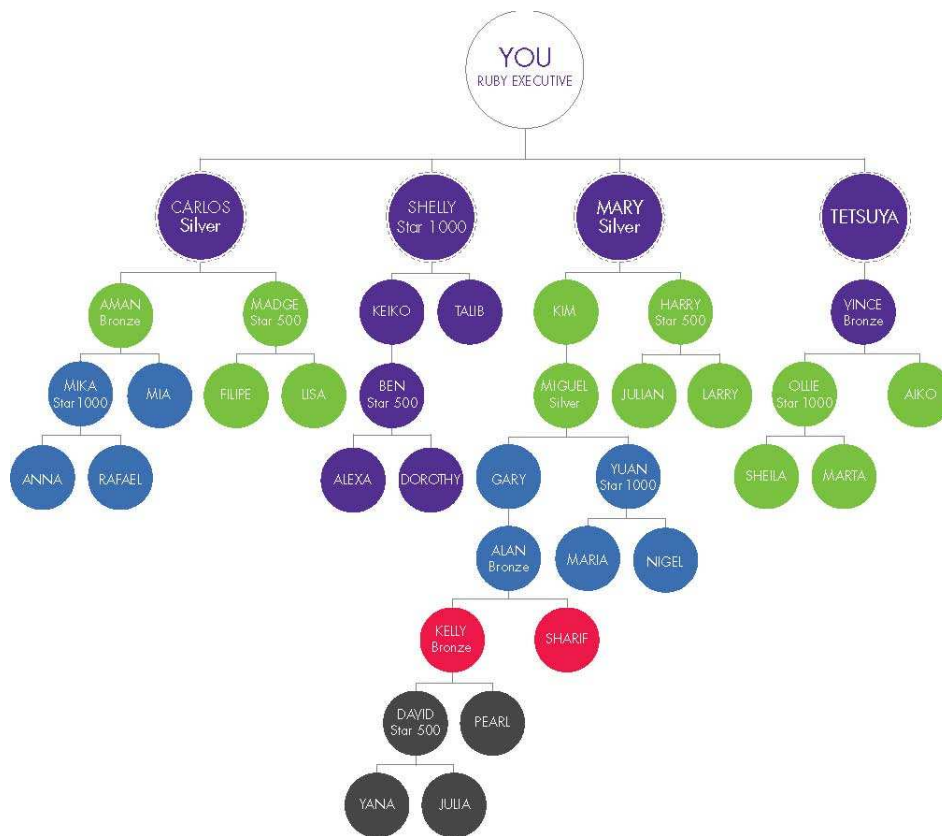 YOU
RUBY EXECUTIVE
CARLOS
Silver
SHELLY
Star 1000
MARY
Silver
TETSUYA
AMAN
Bronze
MADGE
Star 500
KEIKO
TALIB
KIM
HARRY
Star 500
VINCE
Bronze
MIKA
Star1000
MIA
FILIPE
LISA
BEN
Star 500
MIGUEL
Silver
JULIAN
LARRY
OLLIE
Star 1000
AIKO
ANNA
RAFAEL
ALEXA
DOROTHY
GARY
YUAN
Star 1000
SHEILA
MARTA
ALAN
Bronze
MARIA
NIGEL
KELLY
Bronze
SHARIF
DAVID
Star 500
PEARL
YANA
JULIA